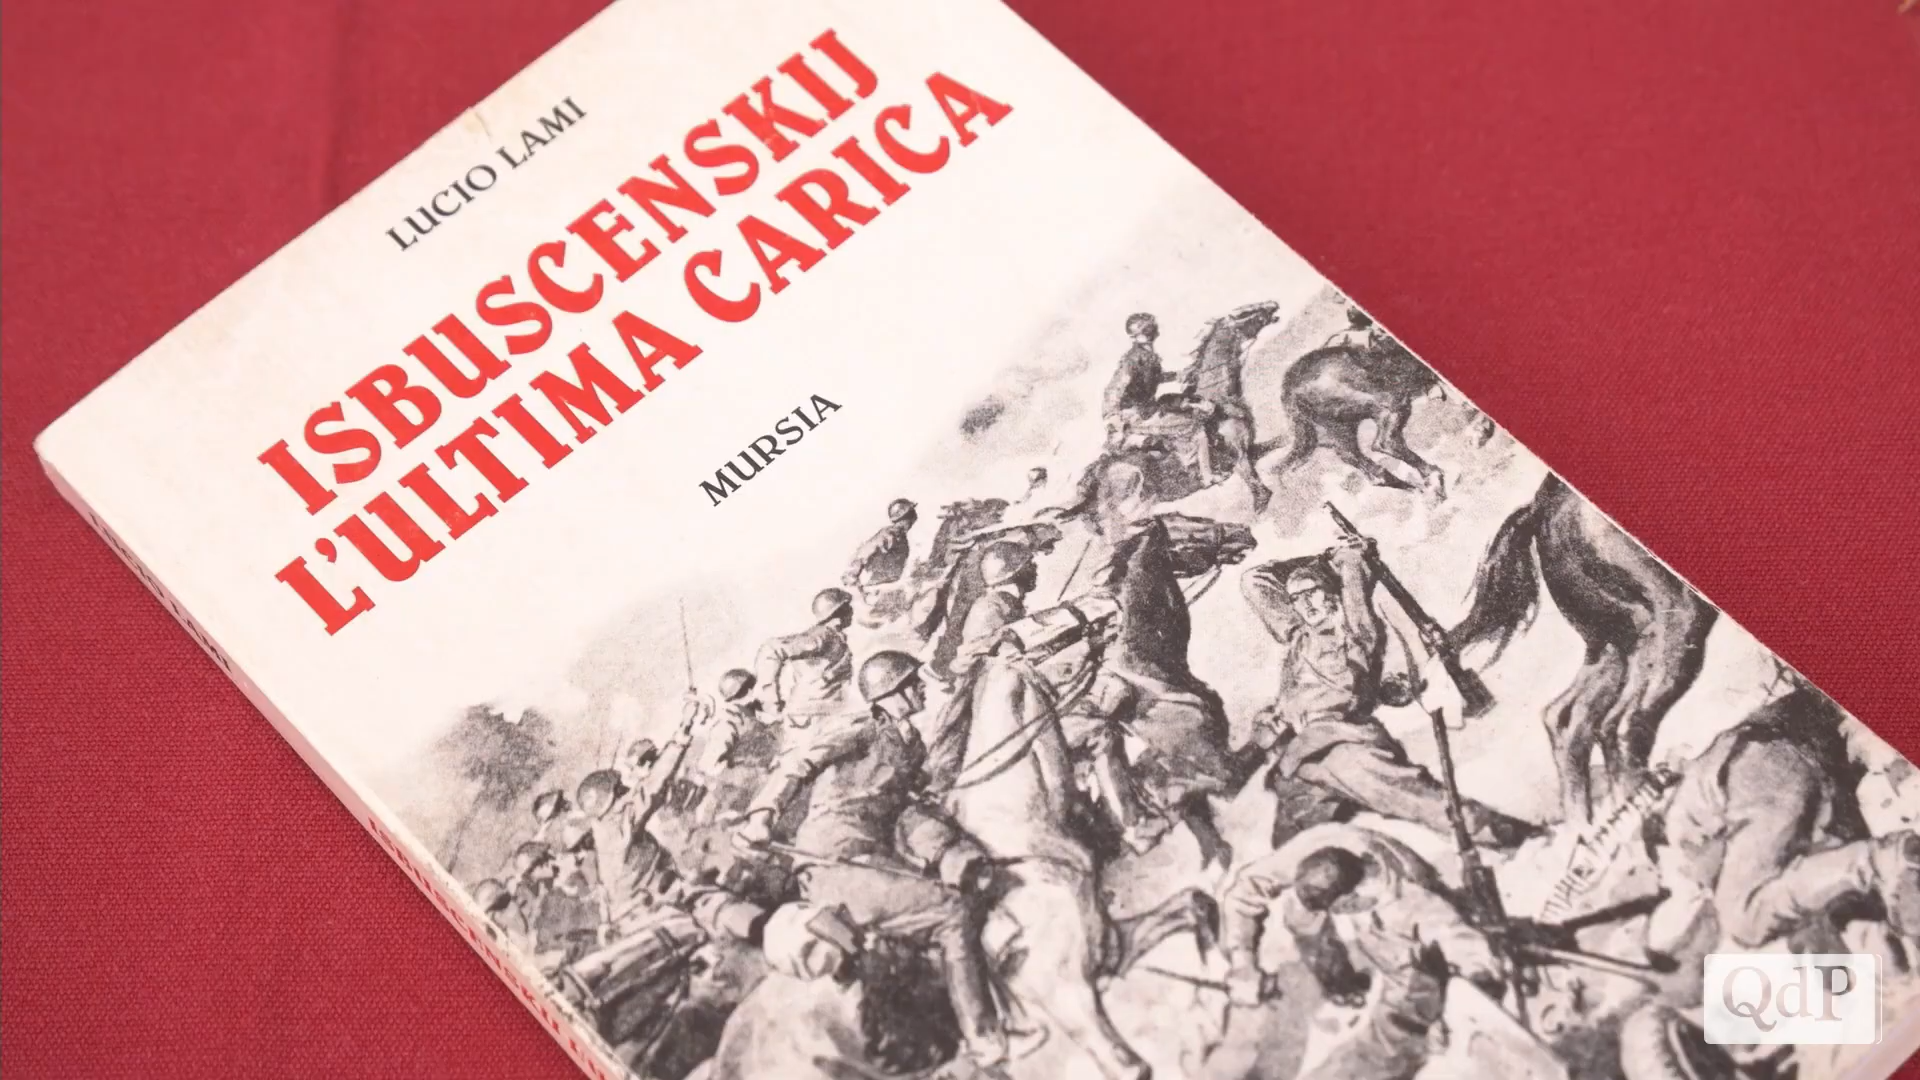 LUCIO LAMI
ISBUSCENSKIJ
L'ULTIMA CARICA
MURSIA
QdP